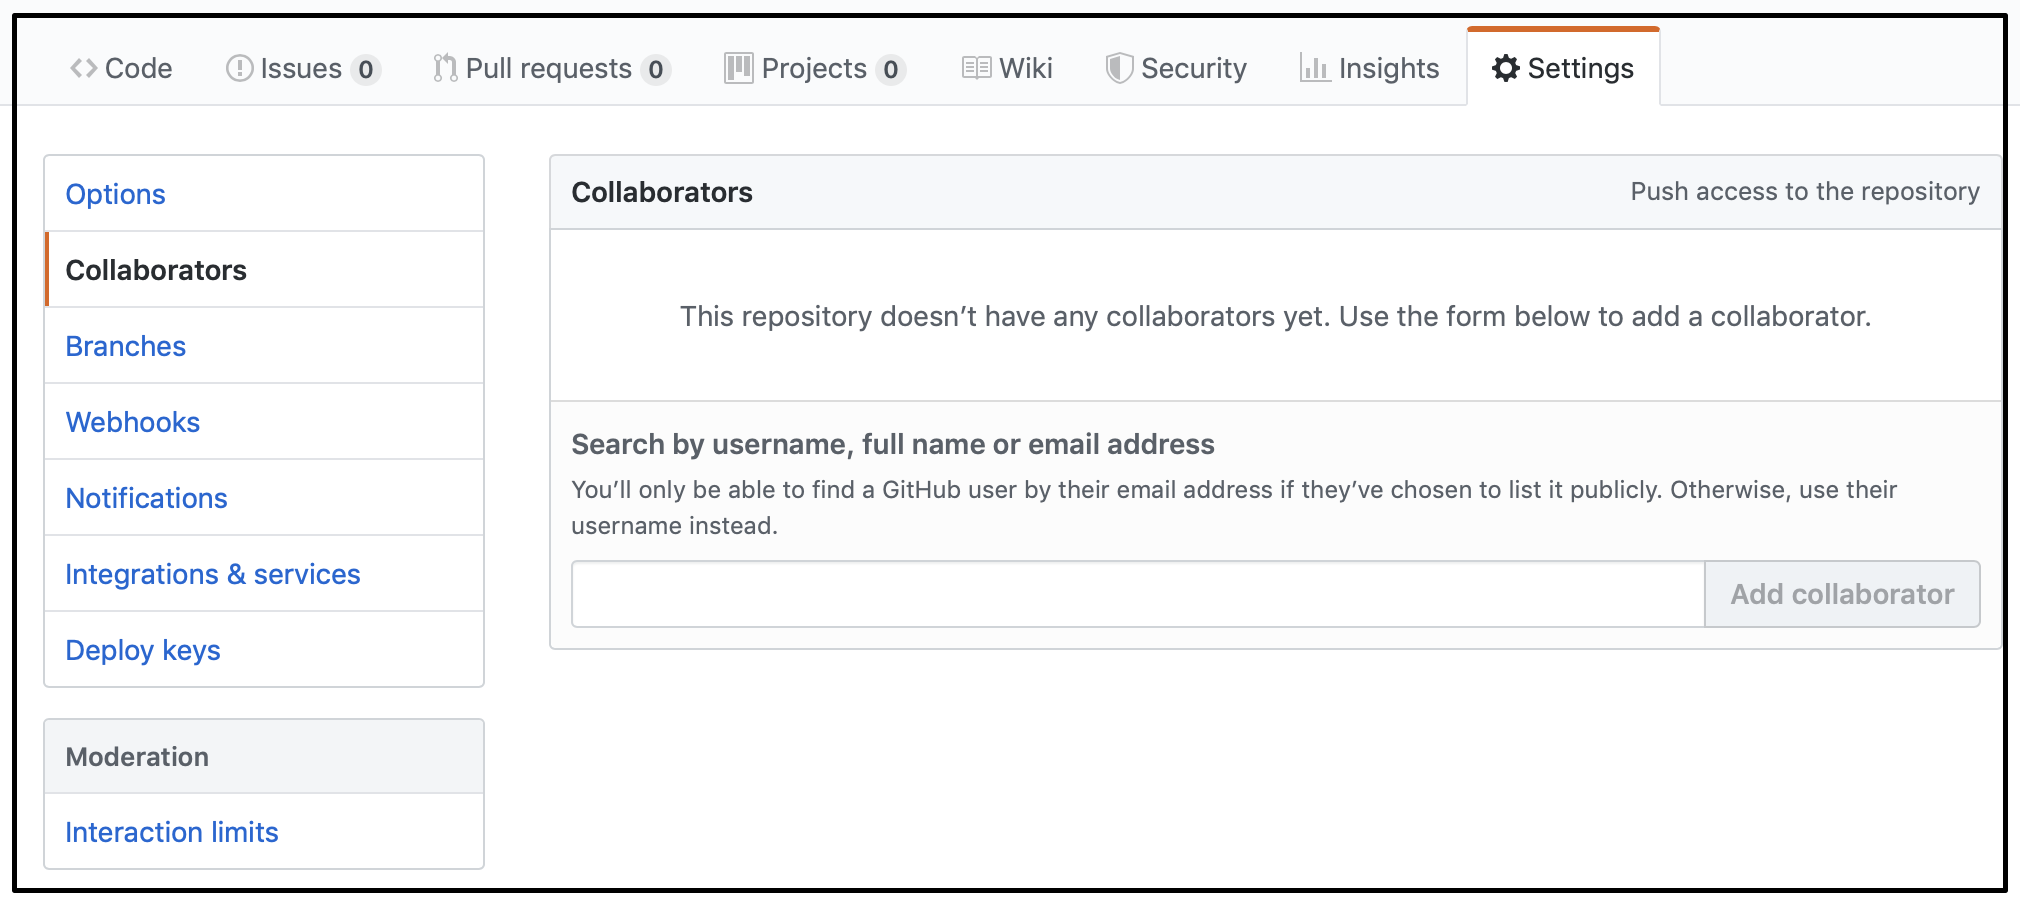 Code Issues 0 Pull requests 0 Projects 0 Wiki Security Insights Settings
Options
Collaborators
Branches
Webhooks
Notifications
Integrations & services
Deploy keys
Moderation
Interaction limits
Collaborators Push access to the repository
This repository doesn’t have any collaborators yet. Use the form below to add a collaborator.
Search by username, full name or email address
You’ll only be able to find a GitHub user by their email address if they’ve chosen to list it publicly. Otherwise, use their
username instead.
Add collaborator